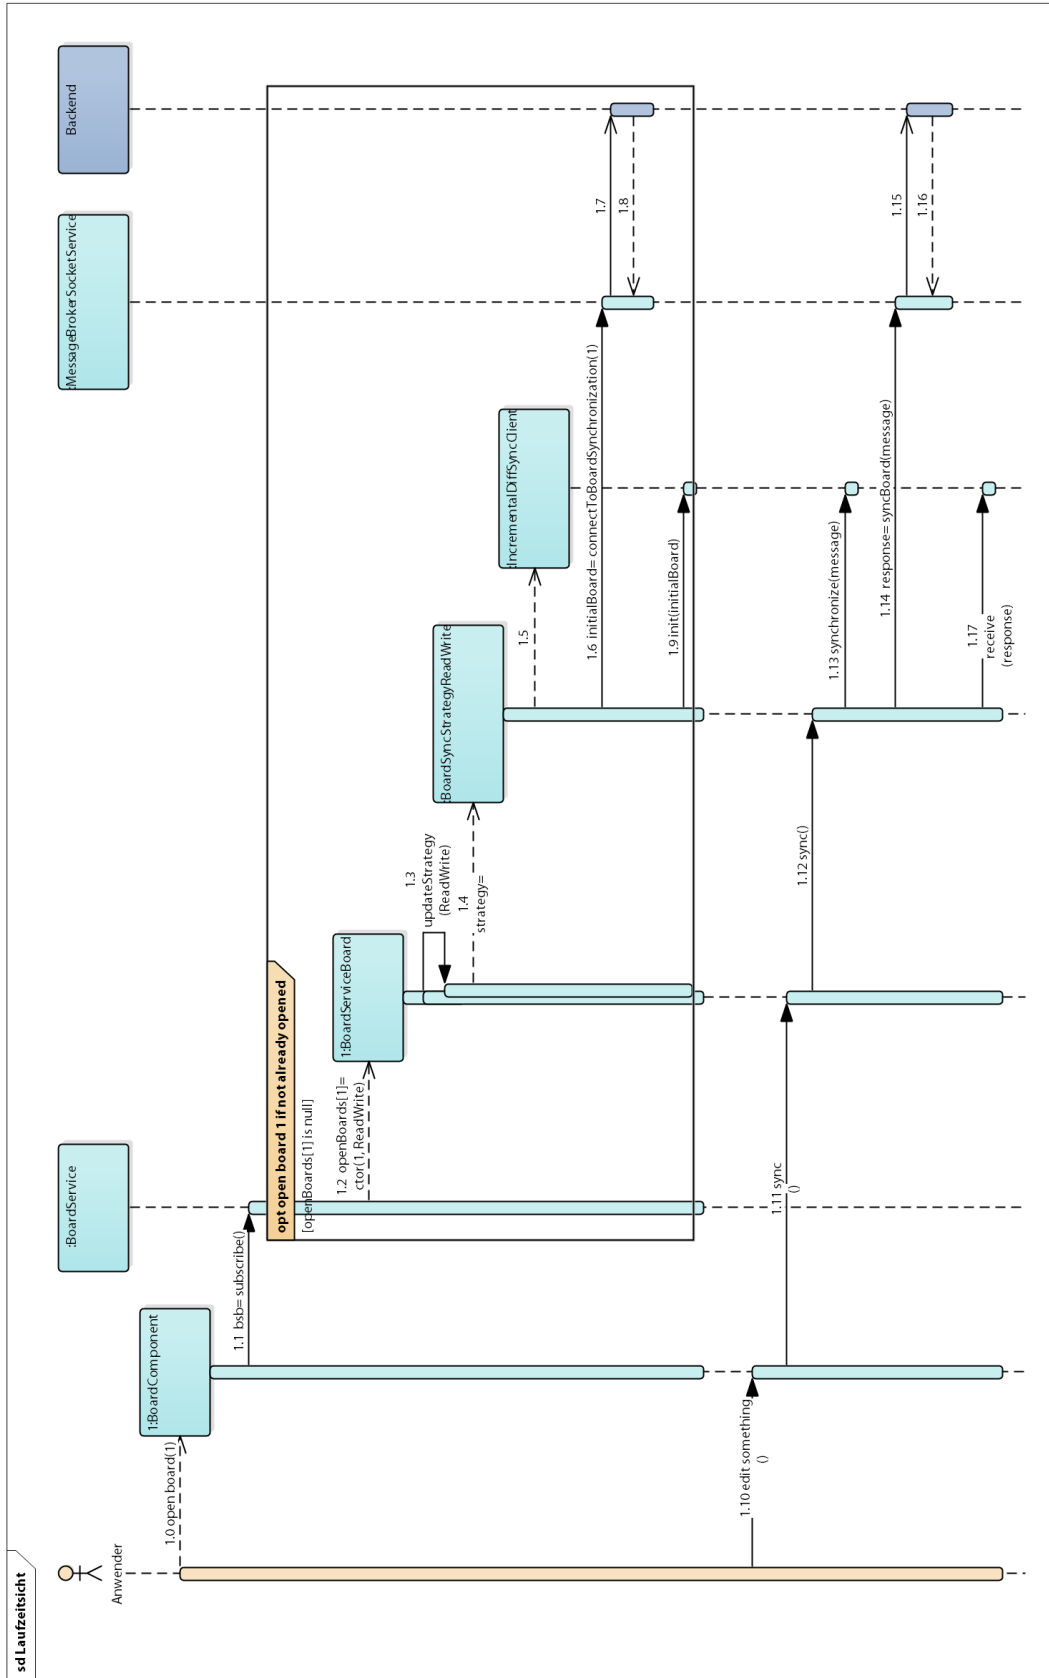 sd Laufzeitsicht
Anwender
1:BoardComponent
:BoardService
1:BoardServiceBoard
:BoardSyncStrategyReadWrite
:IncrementalDiffSyncClient
:MessageBrokerSocketService
Backend
1.0 open board(1)
1.1 bsb= subscribe()
opt open board 1 if not already opened
[openBoards[1] is null]
1.2 openBoards[1]=
ctor(1, ReadWrite)
1.3
updateStrategy
(ReadWrite)
1.4
strategy=
1.5
1.6 initialBoard= connectToBoardSynchronization(1)
1.7
1.8
1.9 init(initialBoard)
1.10 edit something
()
1.11 sync
()
1.12 sync()
1.13 synchronize(message)
1.14 response= syncBoard(message)
1.15
1.16
1.17
receive
(response)